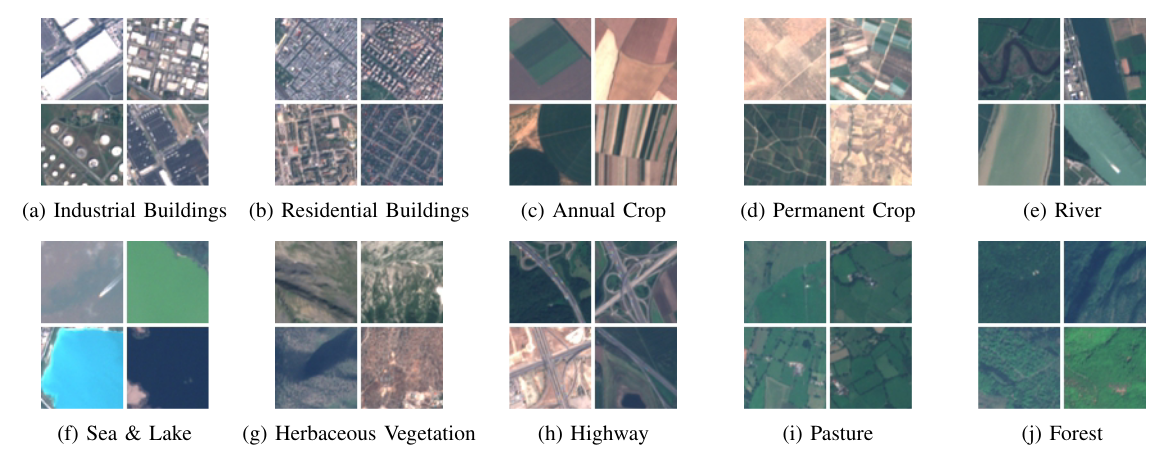 (a) Industrial Buildings
(b) Residential Buildings
(c) Annual Crop
(d) Permanent Crop
(e) River
(f) Sea & Lake
(g) Herbaceous Vegetation
(h) Highway
(i) Pasture
(j) Forest